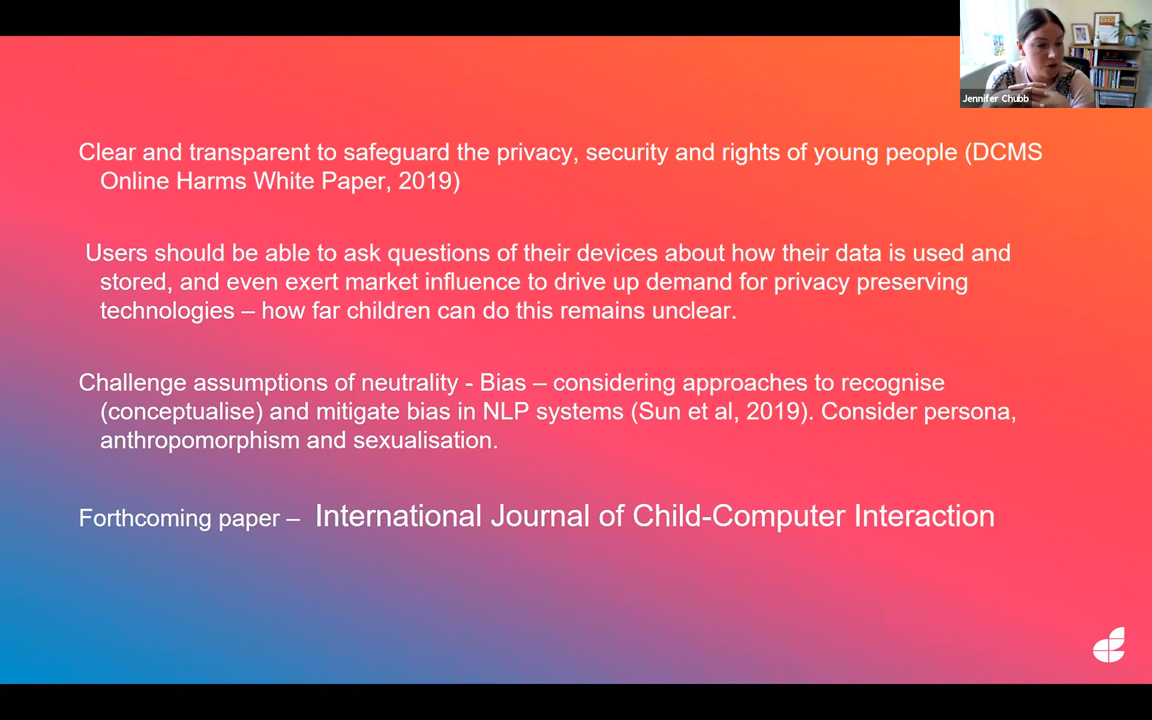 Jennifer Chubb
Clear and transparent to safeguard the privacy, security and rights of young people (DCMS
Online Harms White Paper, 2019)
Users should be able to ask questions of their devices about how their data is used and
stored, and even exert market influence to drive up demand for privacy preserving
technologies – how far children can do this remains unclear.
Challenge assumptions of neutrality - Bias – considering approaches to recognise
(conceptualise) and mitigate bias in NLP systems (Sun et al, 2019). Consider persona,
anthropomorphism and sexualisation.
Forthcoming paper – International Journal of Child-Computer Interaction